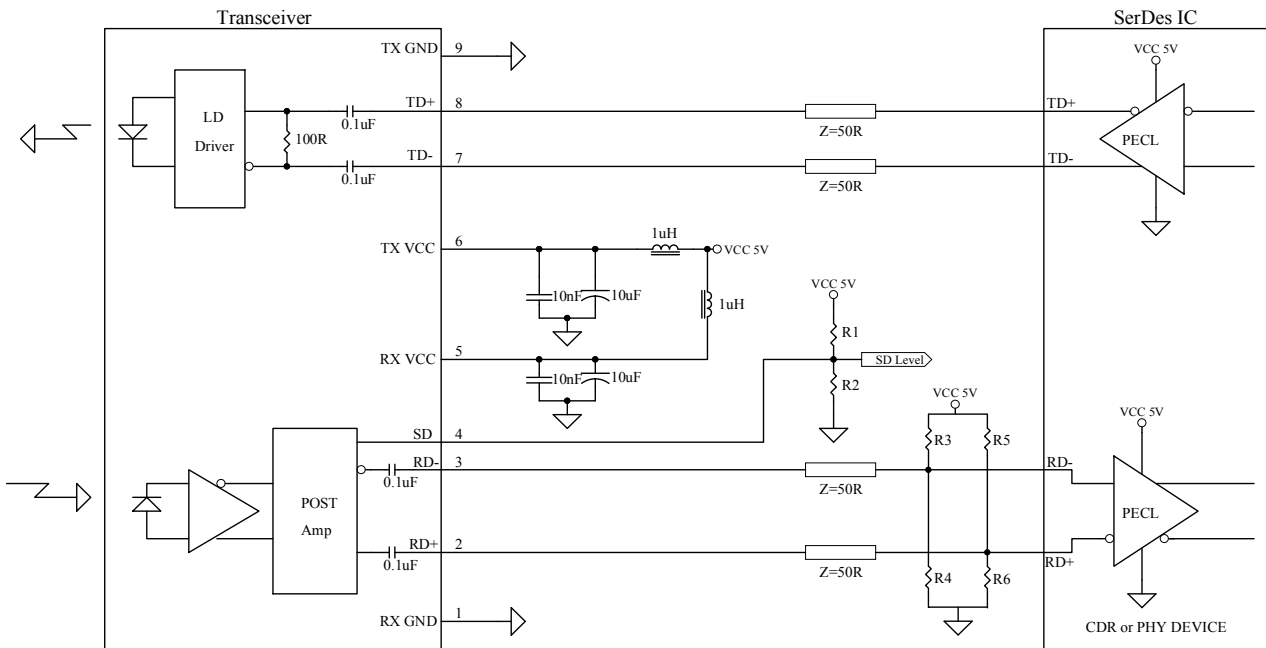 Transceiver
SerDes IC
TX GND 9
VCC 5V
LD
Driver
100R
0.1uF
TD+ 8
Z=50R
TD+
PECL
0.1uF
TD- 7
Z=50R
TD-
TX VCC 6
1uH
VCC 5V
10nF
10uF
1uH
VCC 5V
R1
RX VCC 5
SD Level
10nF
10uF
R2
VCC 5V
VCC 5V
SD 4
R3
R5
RD- 3
0.1uF
Z=50R
RD-
POST
Amp
PECL
RD+ 2
0.1uF
Z=50R
RD+
R4
R6
RX GND 1
CDR or PHY DEVICE